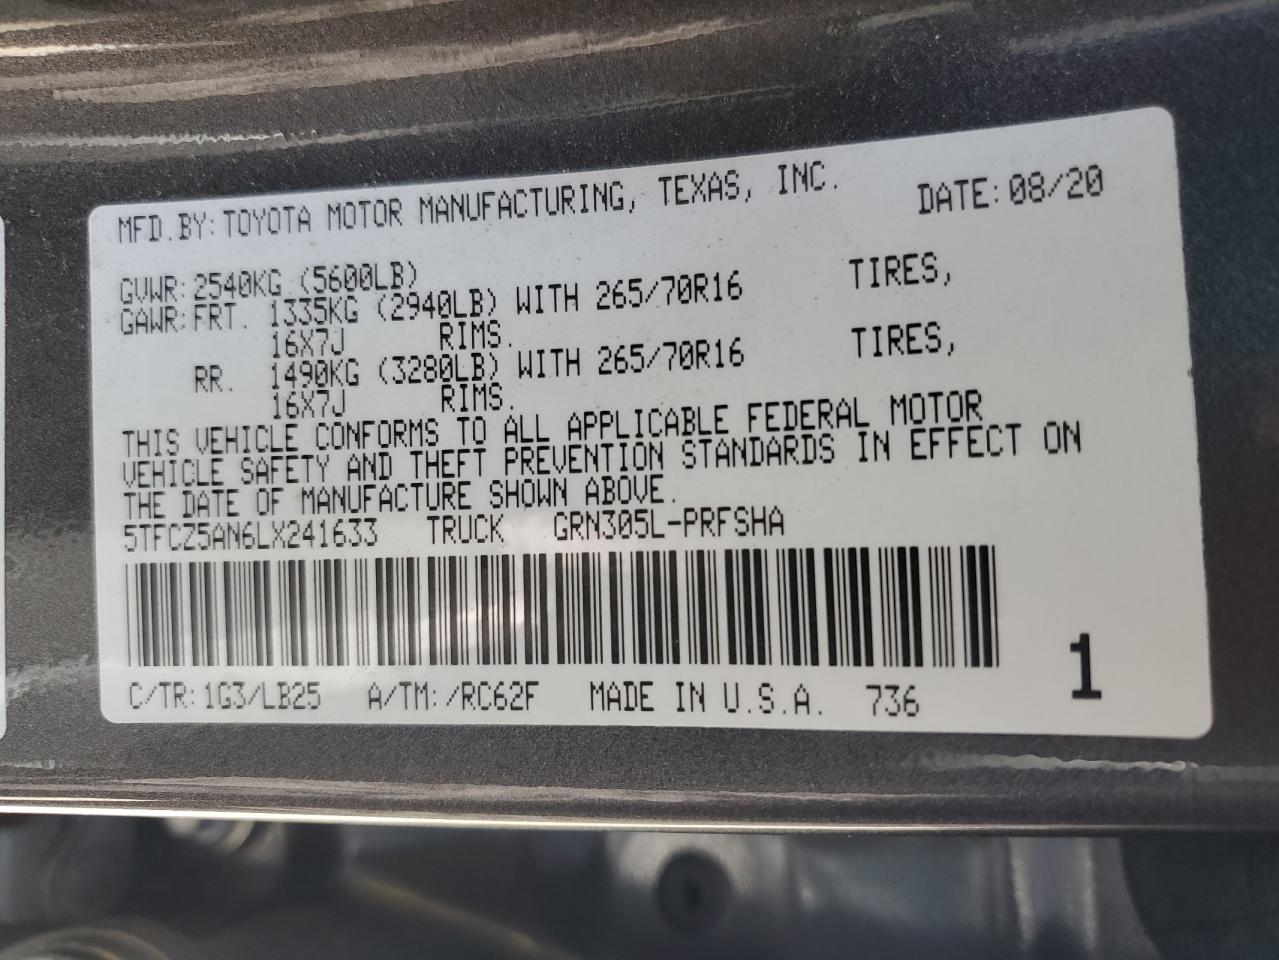 MFD. BY: TOYOTA MOTOR MANUFACTURING, TEXAS, INC. DATE: 08/20
GVWR: 2540KG (5600LB)
GAWR: FRT. 1335KG (2940LB) WITH 265/70R16 TIRES,
16X7J RIMS.
RR. 1490KG (3280LB) WITH 265/70R16 TIRES,
16X7J RIMS.
THIS VEHICLE CONFORMS TO ALL APPLICABLE FEDERAL MOTOR
VEHICLE SAFETY AND THEFT PREVENTION STANDARDS IN EFFECT ON
THE DATE OF MANUFACTURE SHOWN ABOVE.
5TFCZ5AN6LX241633 TRUCK GRN305L-PRFSHA
C/TR: 1G3/LB25 A/TM: /RC62F MADE IN U.S.A. 736 1